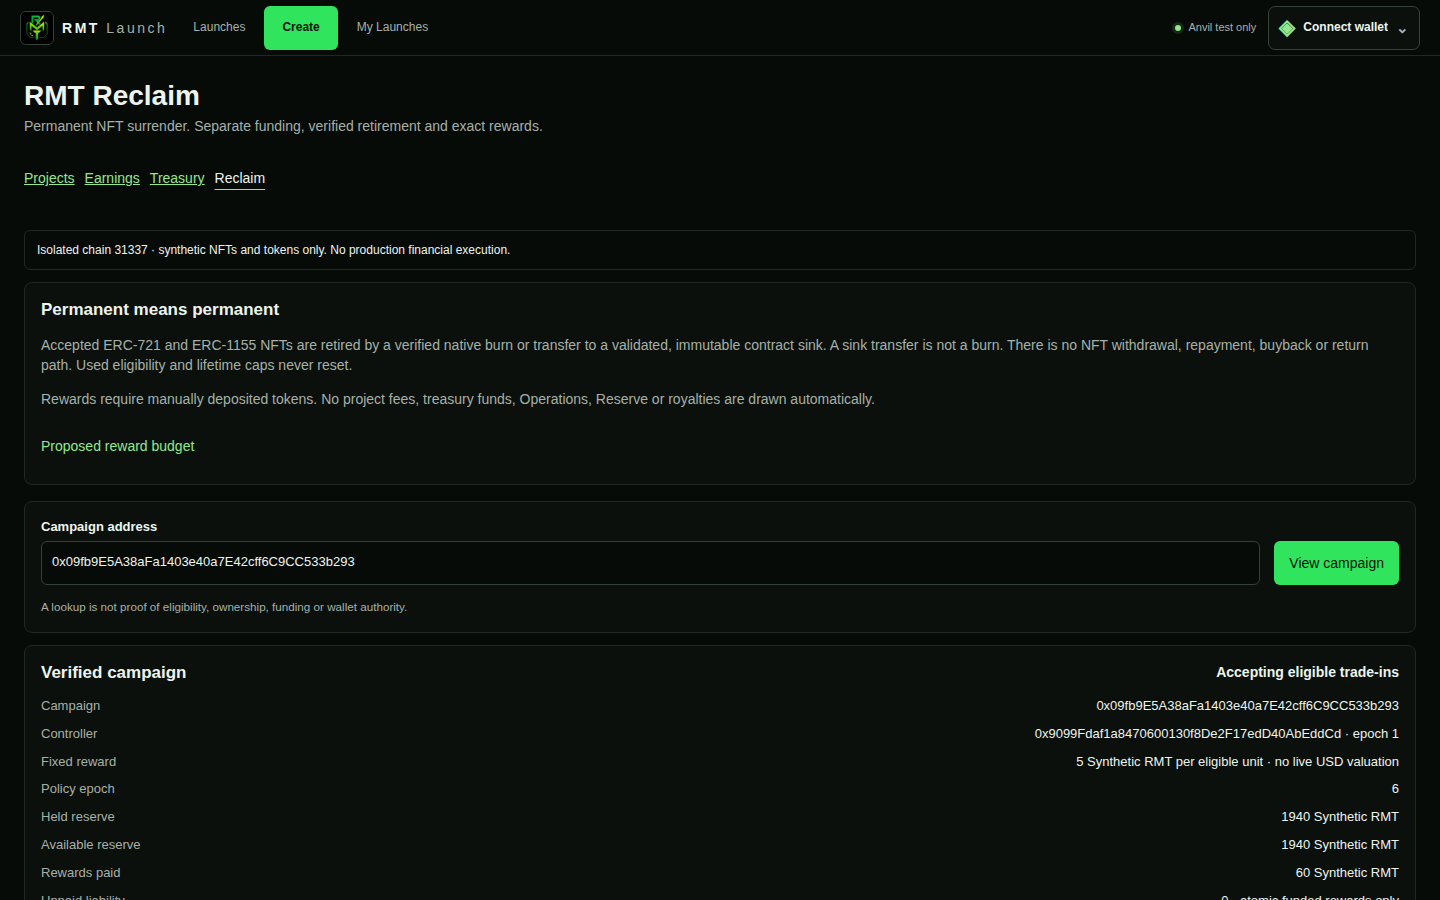 RMT Launch
Launches
Create
My Launches
Anvil test only
Connect wallet
RMT Reclaim
Permanent NFT surrender. Separate funding, verified retirement and exact rewards.
Projects Earnings Treasury Reclaim
Isolated chain 31337 · synthetic NFTs and tokens only. No production financial execution.
Permanent means permanent
Accepted ERC-721 and ERC-1155 NFTs are retired by a verified native burn or transfer to a validated, immutable contract sink. A sink transfer is not a burn. There is no NFT withdrawal, repayment, buyback or return
path. Used eligibility and lifetime caps never reset.
Rewards require manually deposited tokens. No project fees, treasury funds, Operations, Reserve or royalties are drawn automatically.
Proposed reward budget
Campaign address
0x09fb9E5A38aFa1403e40a7E42cff6C9CC533b293
View campaign
A lookup is not proof of eligibility, ownership, funding or wallet authority.
Verified campaign
Accepting eligible trade-ins
Campaign 0x09fb9E5A38aFa1403e40a7E42cff6C9CC533b293
Controller 0x9099Fdaf1a8470600130f8De2F17edD40AbEddCd · epoch 1
Fixed reward 5 Synthetic RMT per eligible unit · no live USD valuation
Policy epoch 6
Held reserve 1940 Synthetic RMT
Available reserve 1940 Synthetic RMT
Rewards paid 60 Synthetic RMT
Unpaid liability 0 · atomic funded rewards only